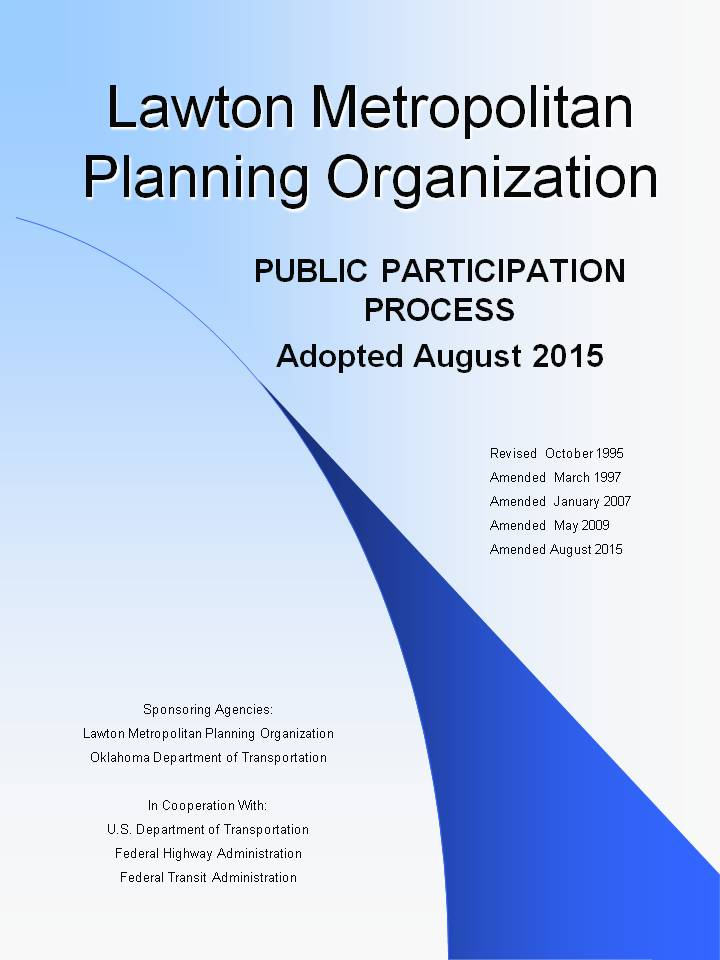 Lawton Metropolitan
Planning Organization
PUBLIC PARTICIPATION
PROCESS
Adopted August 2015
Revised October 1995
Amended March 1997
Amended January 2007
Amended May 2009
Amended August 2015
Sponsoring Agencies:
Lawton Metropolitan Planning Organization
Oklahoma Department of Transportation
In Cooperation With:
U.S. Department of Transportation
Federal Highway Administration
Federal Transit Administration